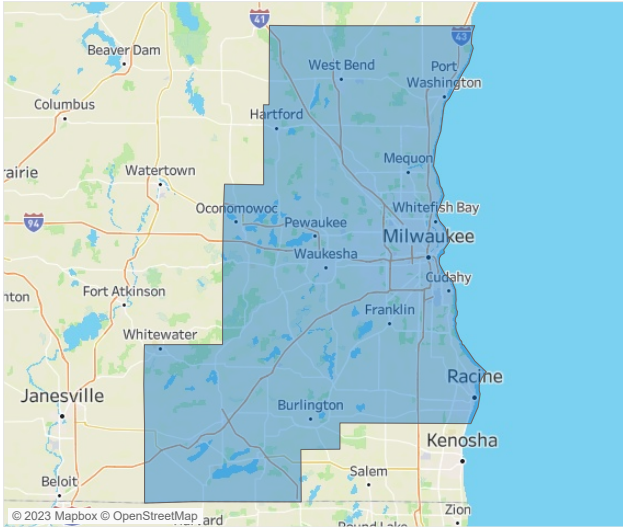 41
43
Beaver Dam
West Bend
Port
Washington
Columbus
Hartford
Mequon
rairie
Watertown
Oconomowoc
Whitefish Bay
94
Pewaukee
Milwaukee
Waukesha
Cudahy
nton
Fort Atkinson
Franklin
Whitewater
Racine
Janesville
Burlington
Kenosha
Salem
Beloit
Zion
© 2023 Mapbox © OpenStreetMap